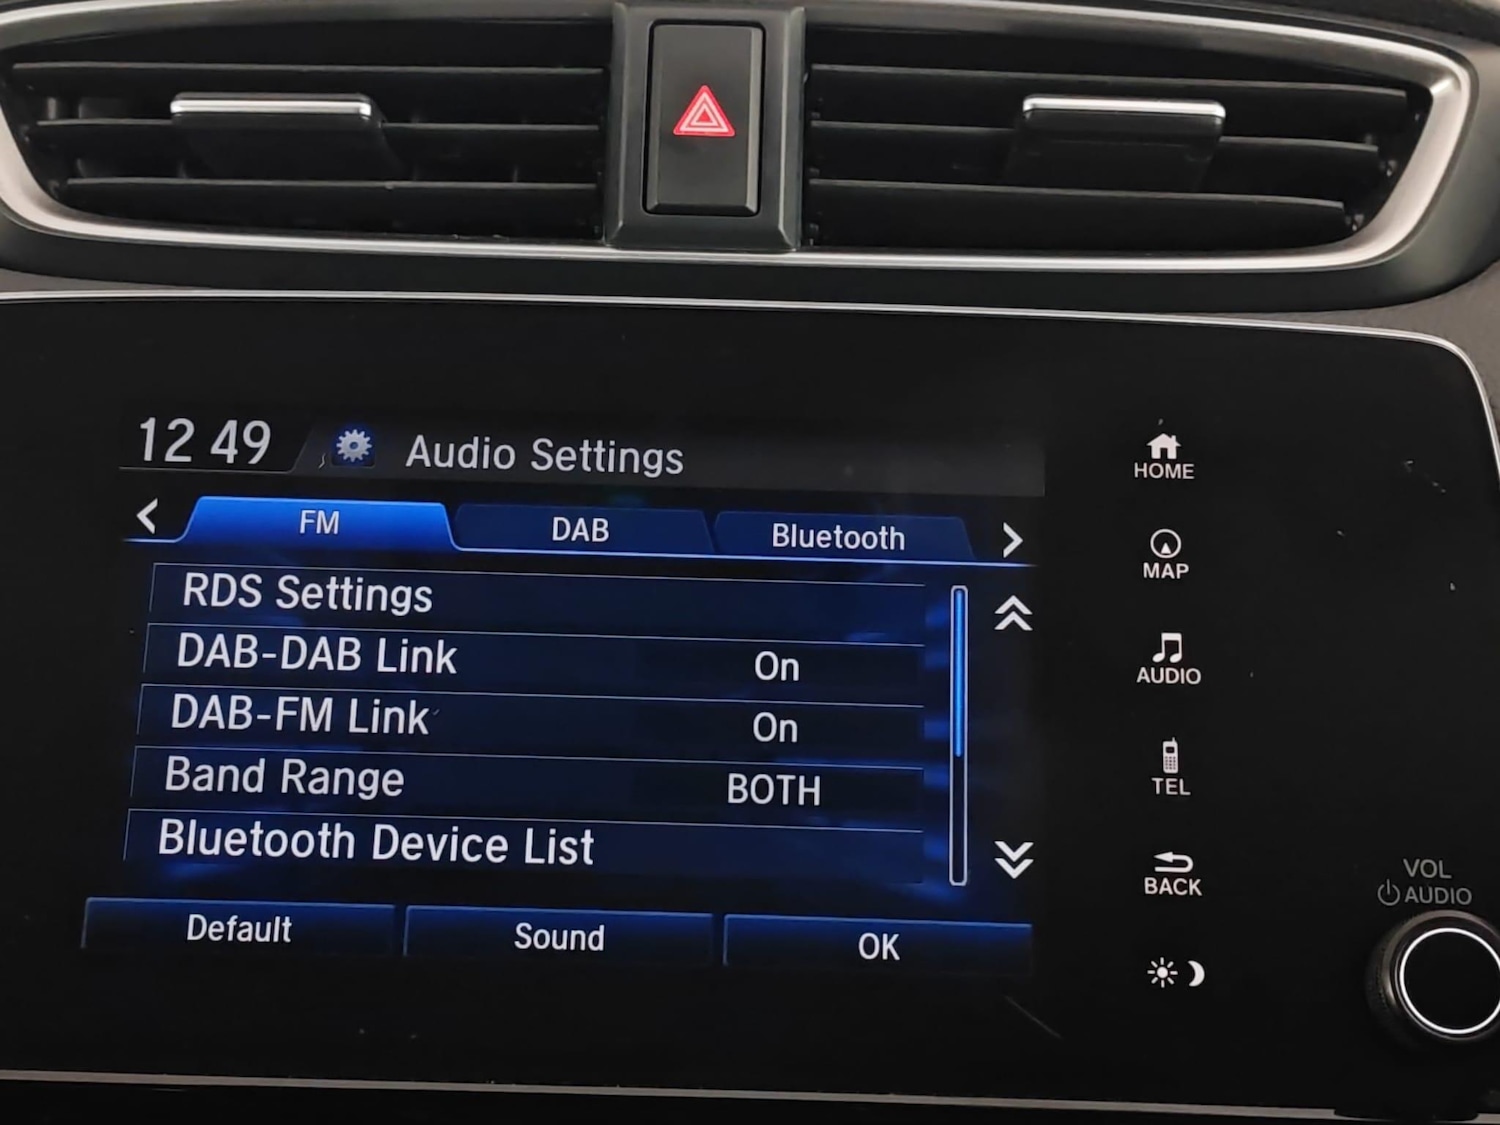 12 49 Audio Settings
FM DAB Bluetooth
RDS Settings
DAB-DAB Link On
DAB-FM Link On
Band Range BOTH
Bluetooth Device List
Default Sound OK
HOME
MAP
AUDIO
TEL
BACK
VOL
AUDIO